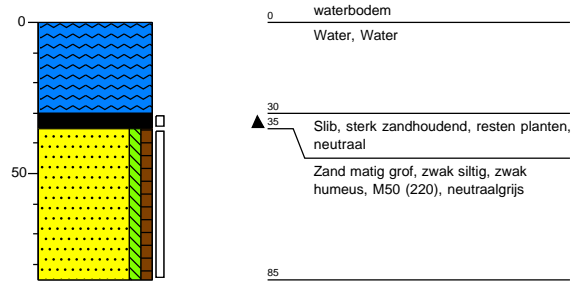 0
50
0
waterbodem
Water, Water
30
35
Slib, sterk zandhoudend, resten planten,
neutraal
Zand matig grof, zwak siltig, zwak
humeus, M50 (220), neutraalgrijs
85